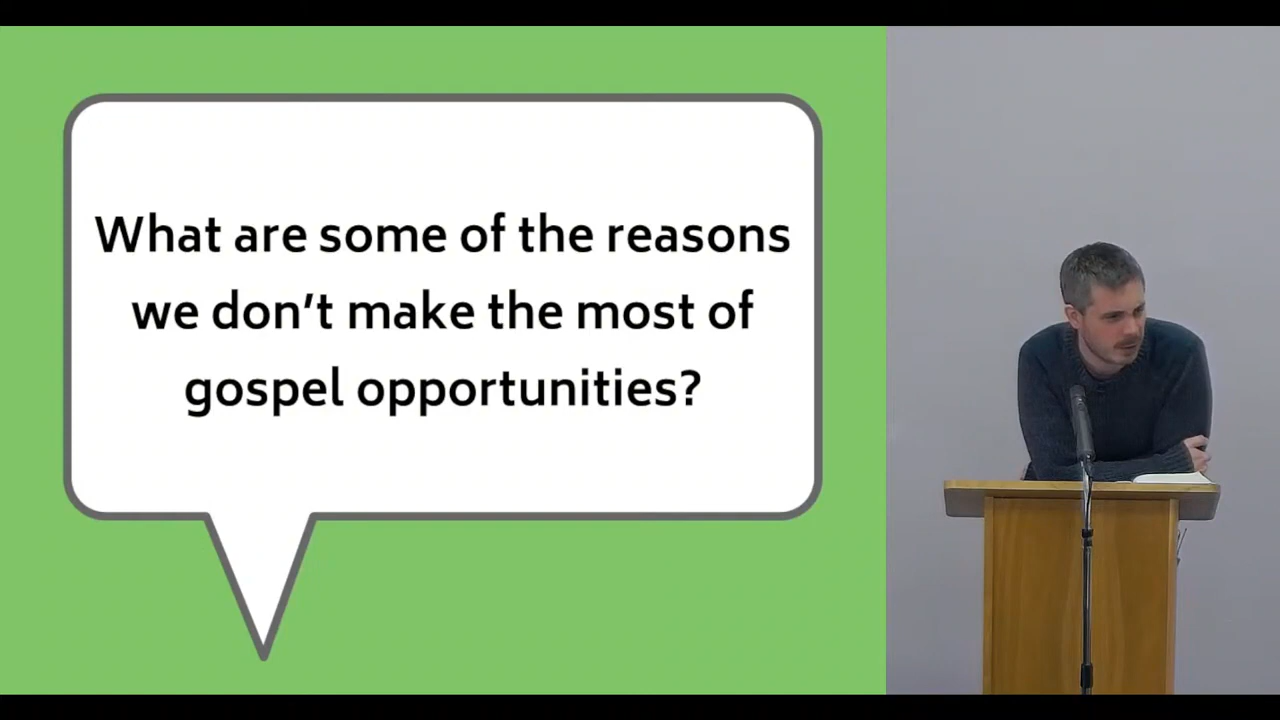 What are some of the reasons
we don't make the most of
gospel opportunities?